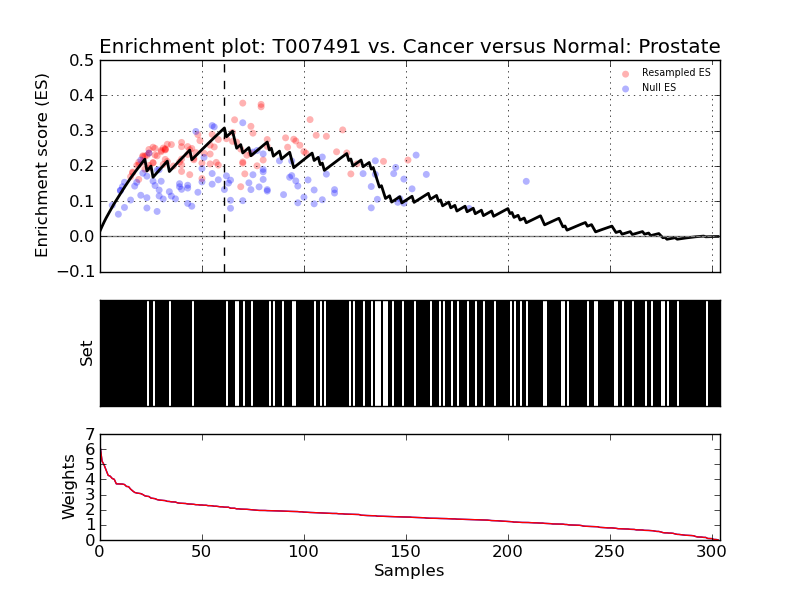 Enrichment plot: T007491 vs. Cancer versus Normal: Prostate
0.5
0.4
0.3
0.2
0.1
0.0
−0.1
Enrichment score (ES)
Resampled ES
Null ES
Set
7
6
5
4
3
2
1
0
Weights
0 50 100 150 200 250 300
Samples